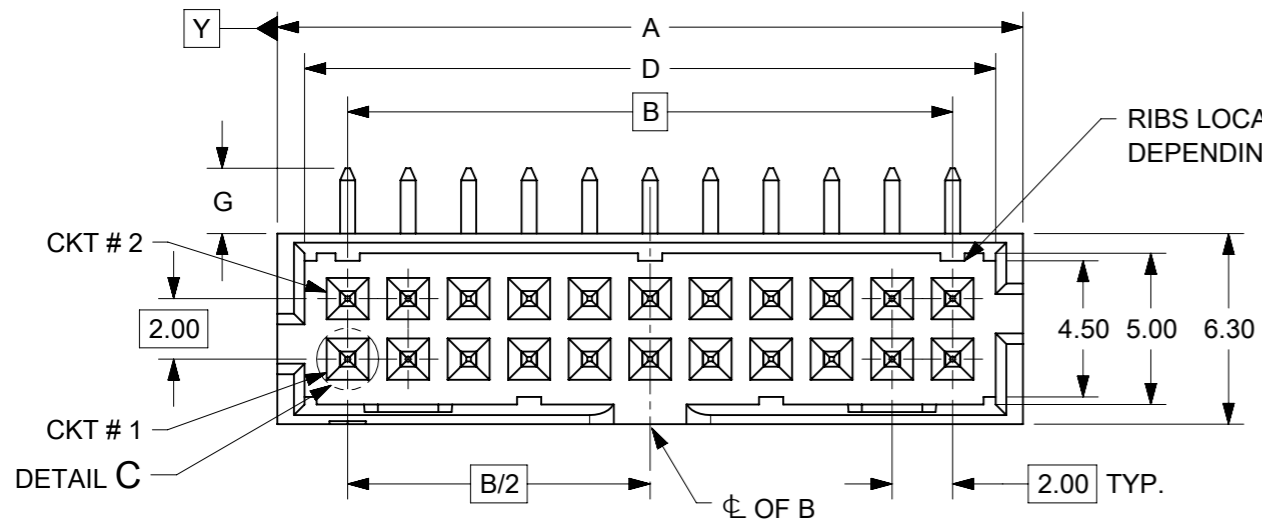 Y
A
D
B
RIBS
DEPENDIN
G
CKT # 2
2.00
4.50 5.00 6.30
CKT # 1
DETAIL C
B/2
℄ OF B
2.00 TYP.